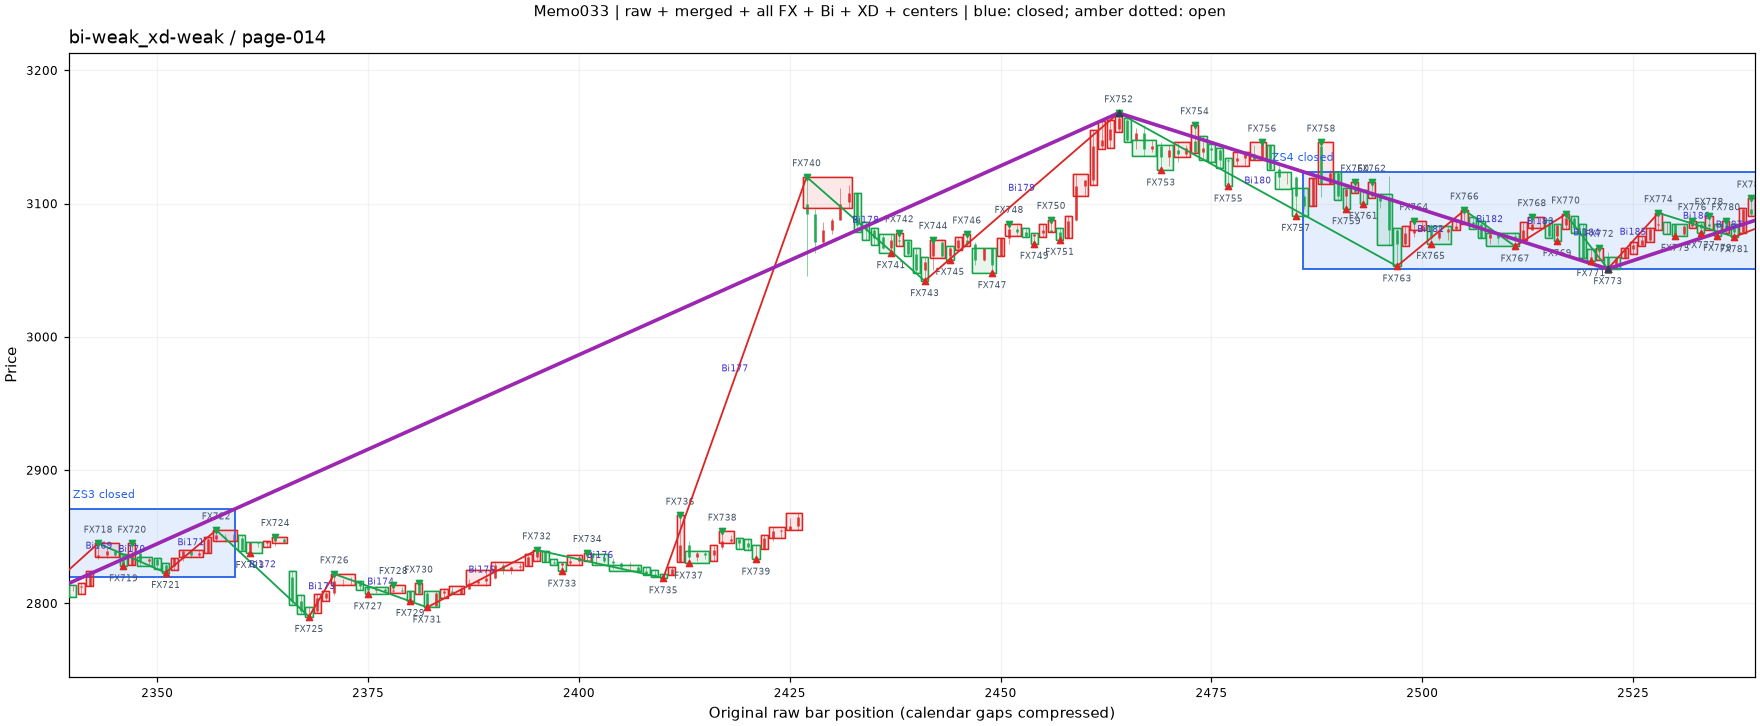 Memo033 | raw + merged + all FX + Bi + XD + centers | blue: closed; amber dotted: open
bi-weak_xd-weak / page-014
3200
3100
3000
2900
2800
Price
2350
2375
2400
2425
2450
2475
2500
2525
Original raw bar position (calendar gaps compressed)
ZS3 closed
ZS4 closed
FX718
FX719
FX720
FX721
FX722
FX724
FX725
FX726
FX727
FX728
FX729
FX730
FX731
FX732
FX733
FX734
FX735
FX736
FX737
FX738
FX739
FX740
FX741
FX742
FX743
FX744
FX745
FX746
FX747
FX748
FX749
FX750
FX751
FX752
FX753
FX754
FX755
FX756
FX757
FX758
FX759
FX761
FX762
FX763
FX764
FX765
FX766
FX767
FX768
FX769
FX770
FX771
FX772
FX773
FX774
FX775
FX776
FX778
FX780
FX781
Bi170
Bi171
Bi172
Bi174
Bi176
Bi177
Bi178
Bi180
Bi182
Bi185